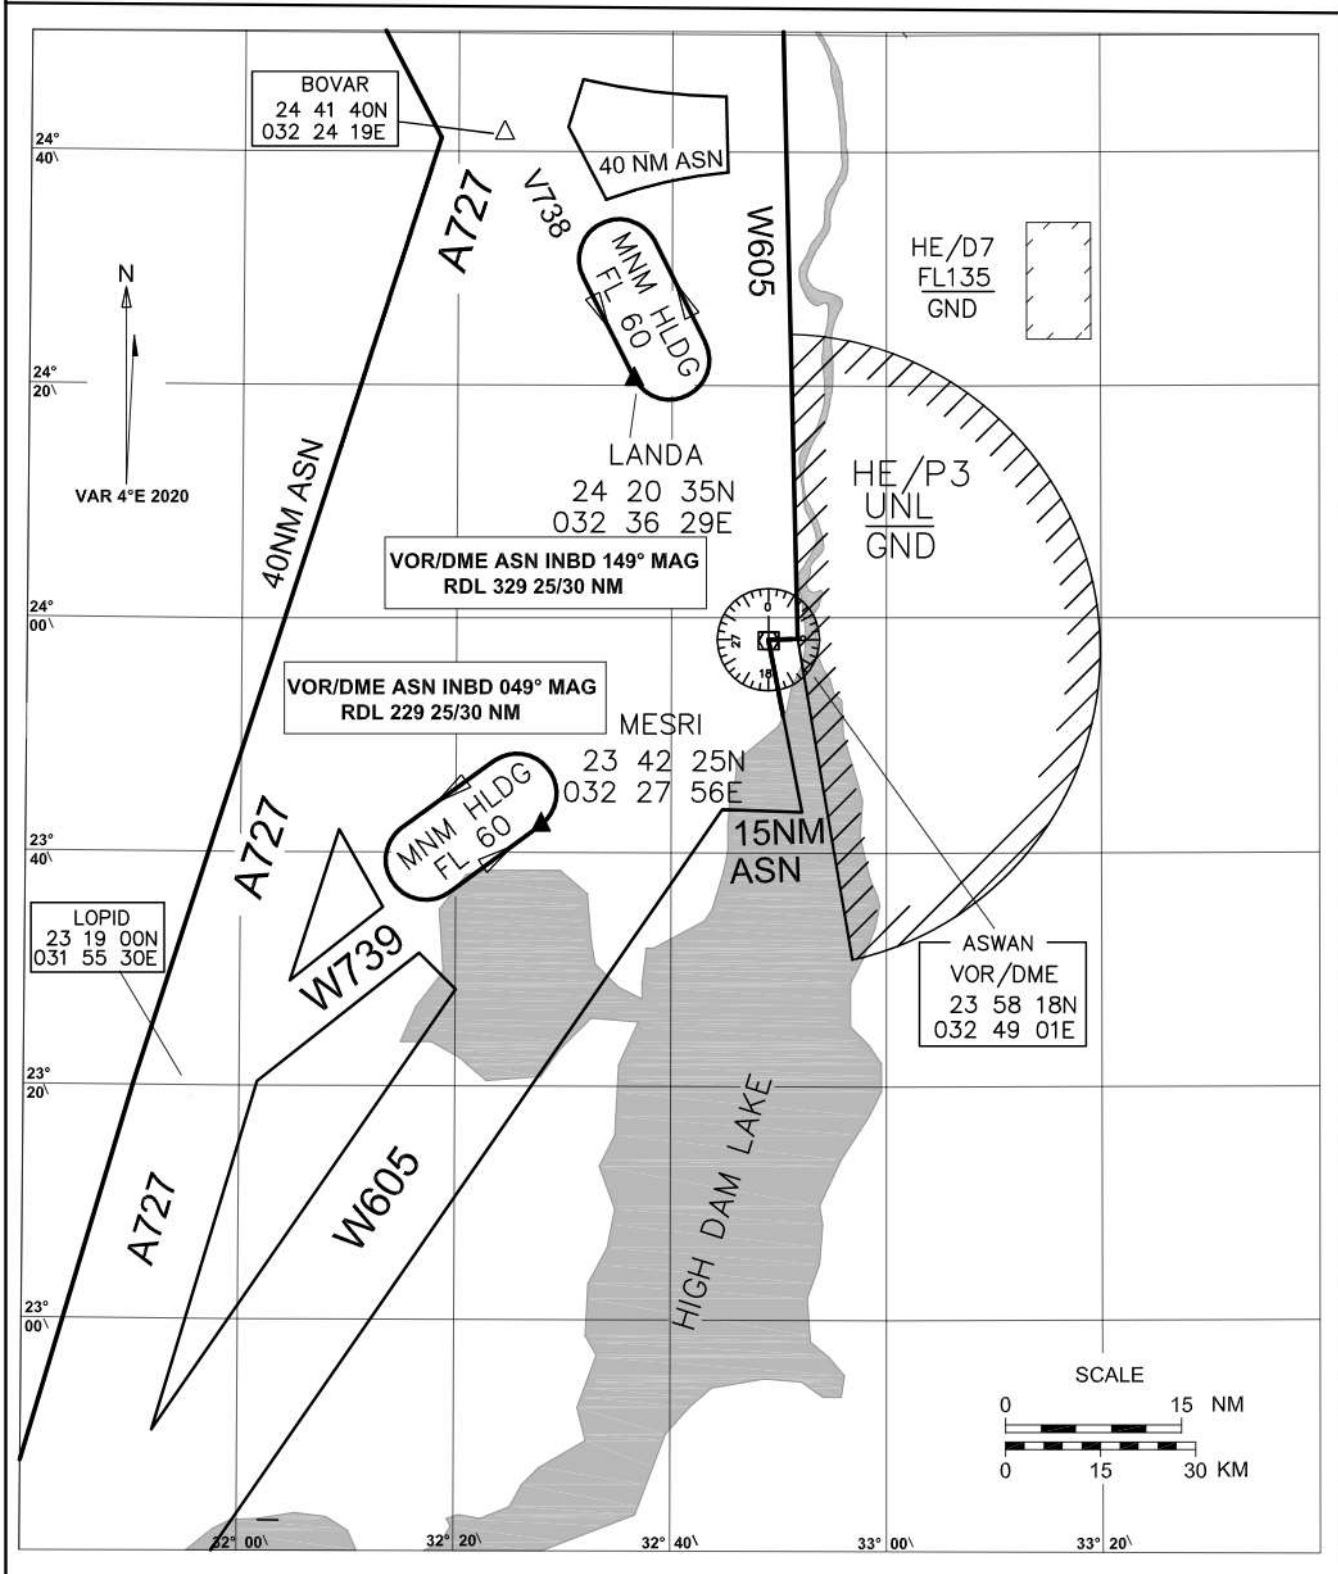 BOVAR
24 41 40N
032 24 19E
24°
40\
40 NM ASN
A727
V738
W605
MNM HLDG
FL 60
HE/D7
FL135
GND
N
VAR 4°E 2020
24°
20\
LANDA
24 20 35N
032 36 29E
HE/P3
UNL
GND
40NM ASN
VOR/DME ASN INBD 149° MAG
RDL 329 25/30 NM
24°
00\
0
27
9
18
VOR/DME ASN INBD 049° MAG
RDL 229 25/30 NM
MESRI
23 42 25N
032 27 56E
MNM HLDG
FL 60
15NM
ASN
A727
23°
40\
LOPID
23 19 00N
031 55 30E
W739
ASWAN
VOR/DME
23 58 18N
032 49 01E
23°
20\
A727
W605
HIGH DAM LAKE
23°
00\
SCALE
0 15 NM
0 15 30 KM
32° 00\ 32° 20\ 32° 40\ 33° 00\ 33° 20\